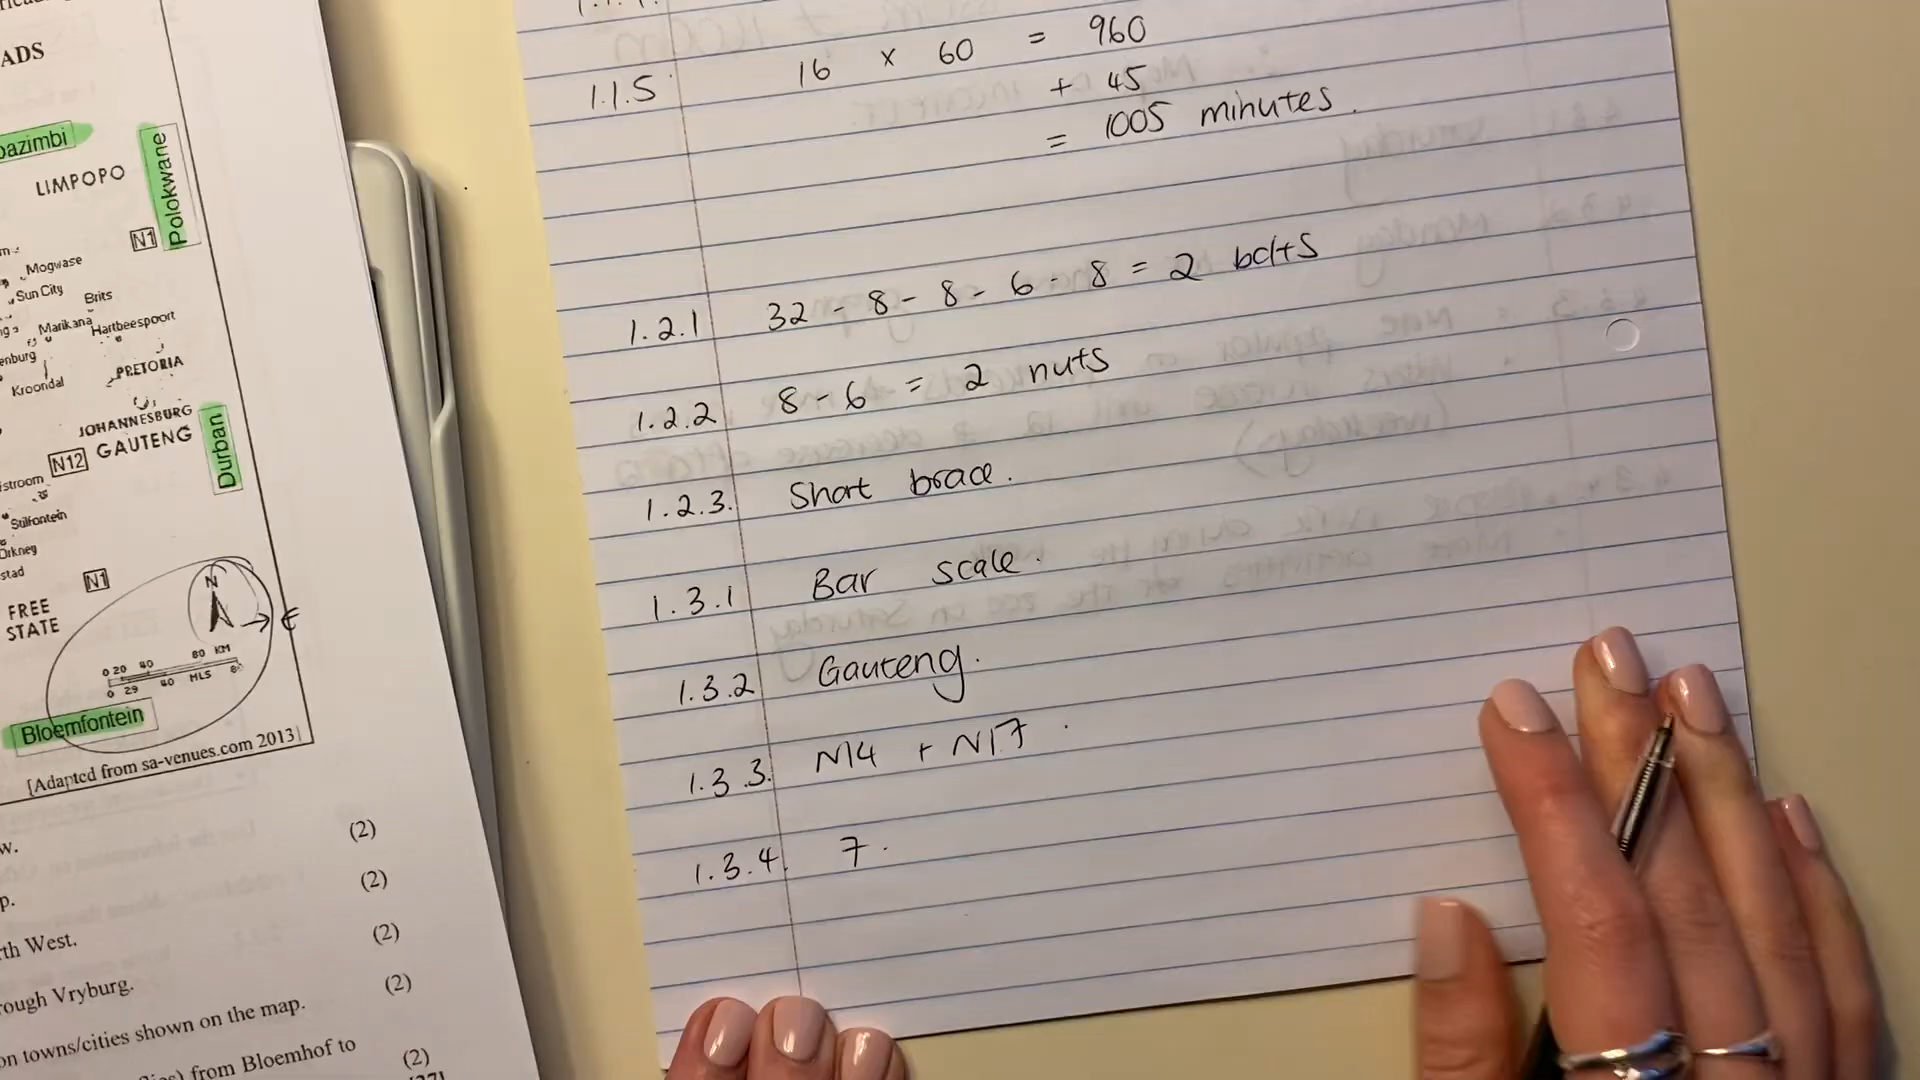 ADS
LIMPOPO
Polokwane
N1
Mogwase
Sun City
Brits
Marikana
Hartbeespoort
Kroondal
PRETORIA
JOHANNESBURG
GAUTENG
N12
Durban
Stilfontein
Orkney
N1
FREE
STATE
N
E
0 20 40 80 KM
0 29 40 MLS
Bloemfontein
[Adapted from sa-venues.com 2013]
(2)
(2)
th West. (2)
rough Vryburg. (2)
on towns/cities shown on the map.
from Bloemhof to (2)
1.1.5 16 x 60 = 960
+ 45
= 1005 minutes.
1.2.1 32 - 8 - 8 - 6 - 8 = 2 bolts
1.2.2 8 - 6 = 2 nuts
1.2.3. Short brace.
1.3.1 Bar scale.
1.3.2 Gauteng.
1.3.3. N14 + N17.
1.3.4. 7.